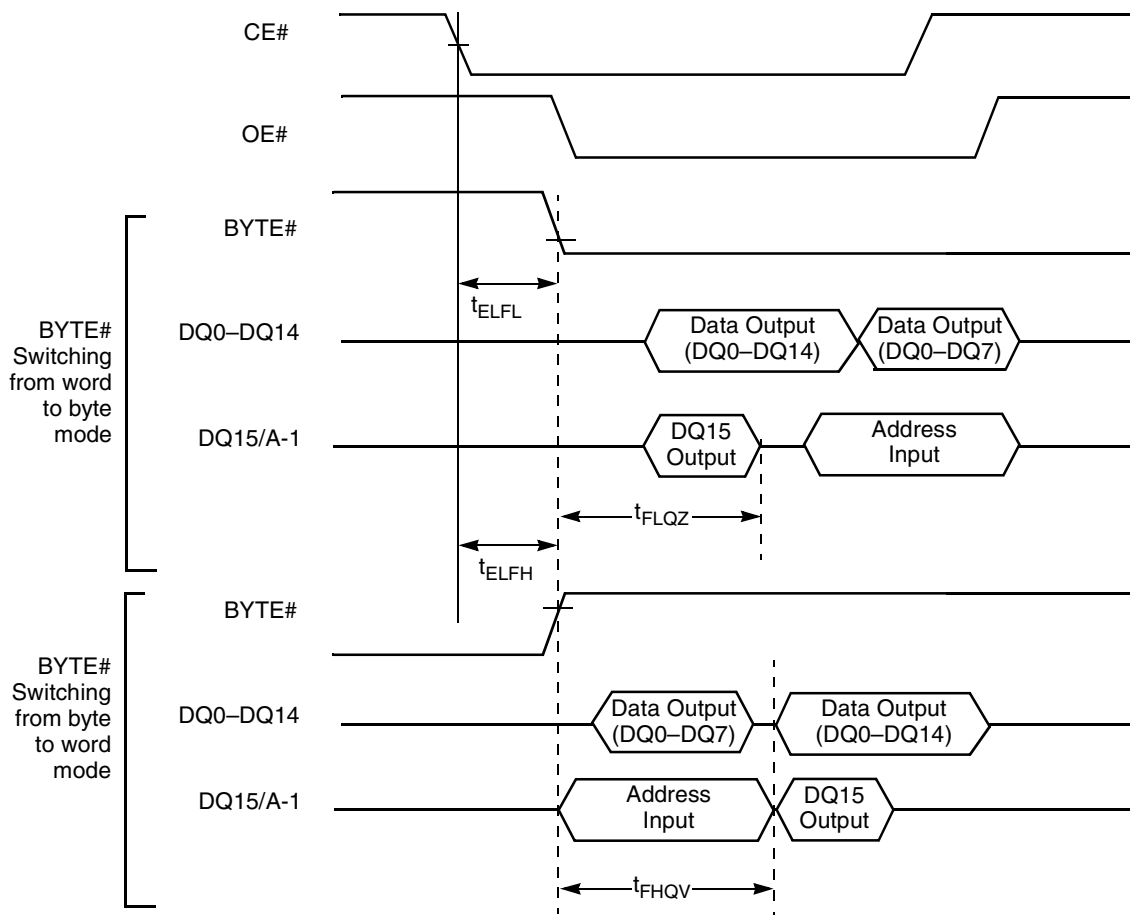 CE#
OE#
BYTE#
tELFL
BYTE#
Switching
from word
to byte
mode
DQ0–DQ14
Data Output
(DQ0–DQ14)
Data Output
(DQ0–DQ7)
DQ15/A-1
DQ15
Output
Address
Input
tFLQZ
tELFH
BYTE#
BYTE#
Switching
from byte
to word
mode
DQ0–DQ14
Data Output
(DQ0–DQ7)
Data Output
(DQ0–DQ14)
DQ15/A-1
Address
Input
DQ15
Output
tFHQV